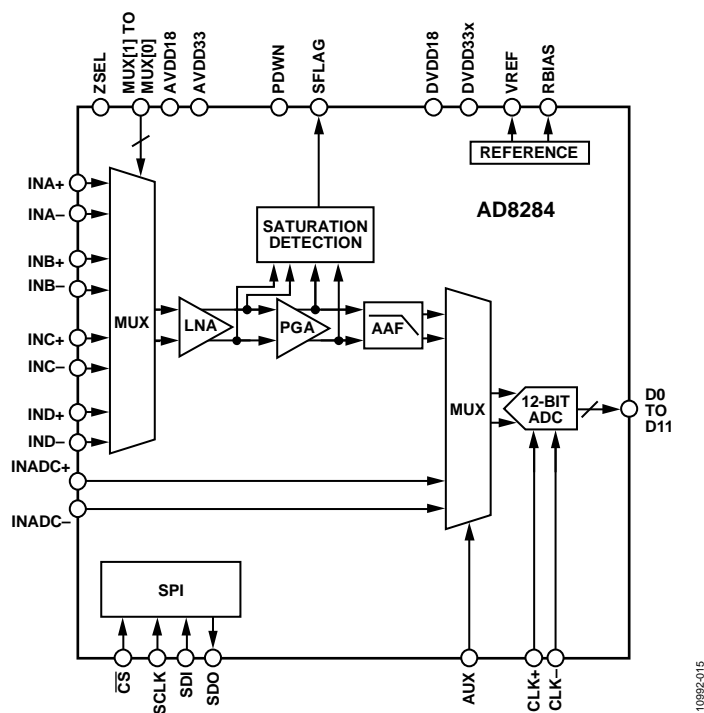 ZSEL
MUX[1] TO
MUX[0]
AVDD18
AVDD33
PDWN
SFLAG
DVDD18
DVDD33x
VREF
RBIAS
REFERENCE
AD8284
INA+
INA–
INB+
INB–
INC+
INC–
IND+
IND–
INADC+
INADC–
MUX
LNA
SATURATION
DETECTION
PGA
AAF
MUX
12-BIT
ADC
D0
TO
D11
SPI
CS
SCLK
SDI
SDO
AUX
CLK+
CLK–
10992-015